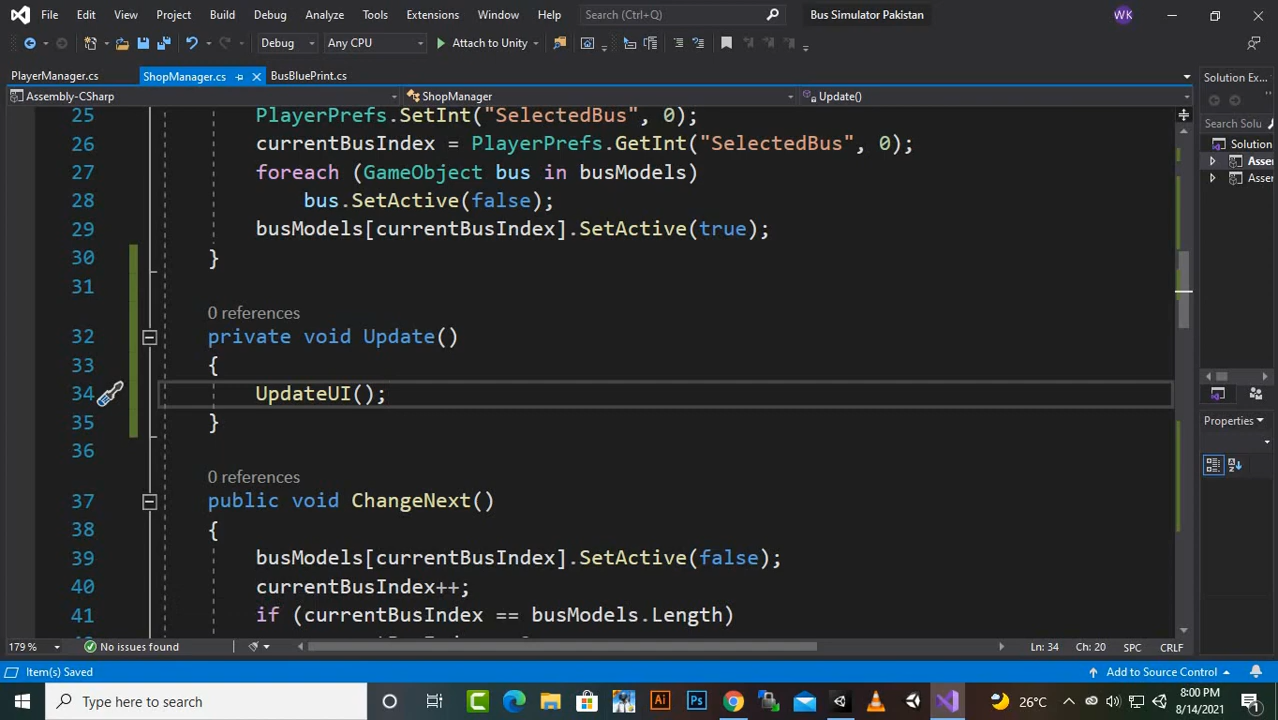 File Edit View Project Build Debug Analyze Tools Extensions Window Help Search (Ctrl+Q) Bus Simulator Pakistan WK
Debug Any CPU Attach to Unity
PlayerManager.cs ShopManager.cs BusBluePrint.cs Solution Ex...
Assembly-CSharp ShopManager Update()
25 PlayerPrefs.SetInt("SelectedBus", 0);
Search Solu
26 currentBusIndex = PlayerPrefs.GetInt("SelectedBus", 0);
Solution
27 foreach (GameObject bus in busModels)
Asser
Asser
28 bus.SetActive(false);
29 busModels[currentBusIndex].SetActive(true);
30 }
31
0 references
32 private void Update()
33 {
34 UpdateUI();
35 }
Properties
36
0 references
37 public void ChangeNext()
38 {
39 busModels[currentBusIndex].SetActive(false);
40 currentBusIndex++;
41 if (currentBusIndex == busModels.Length)
179 % No issues found Ln: 34 Ch: 20 SPC CRLF
Item(s) Saved Add to Source Control
Type here to search Ai Ps 26°C 8:00 PM
8/14/2021
1